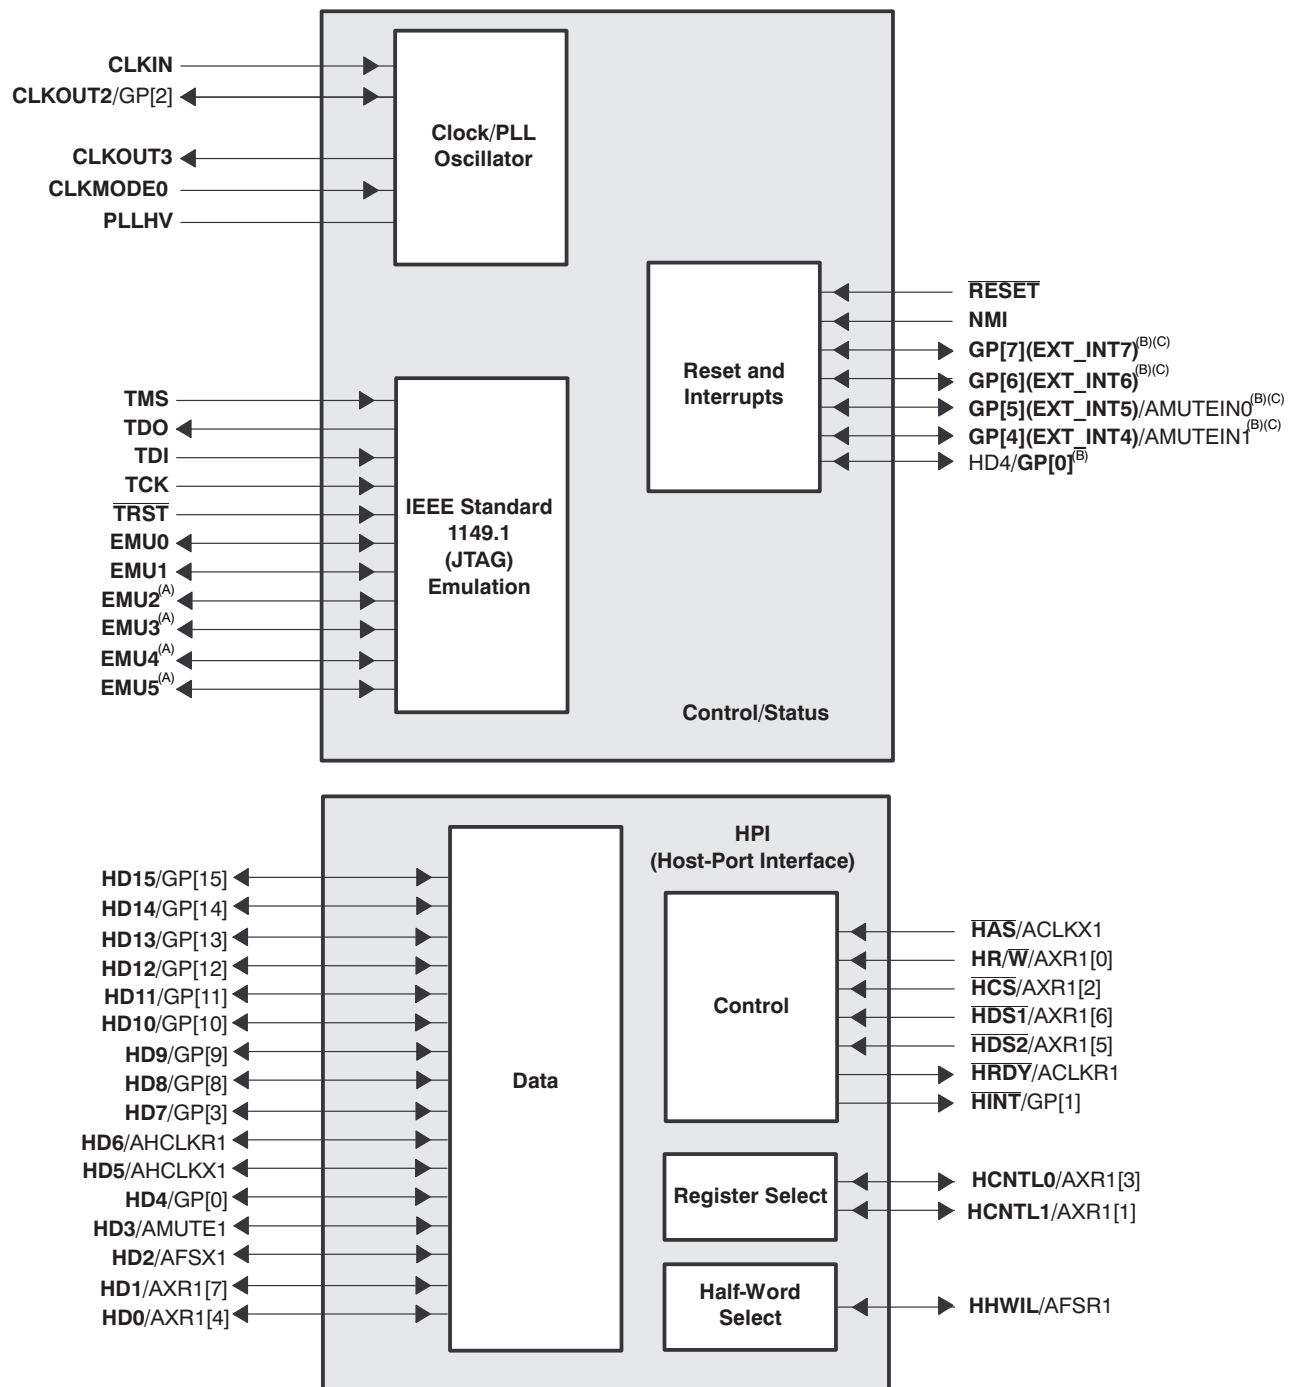 CLKIN
CLKOUT2/GP[2]
CLKOUT3
CLKMODE0
PLLHV
Clock/PLL
Oscillator
TMS
TDO
TDI
TCK
TRST
EMU0
EMU1
EMU2(A)
EMU3(A)
EMU4(A)
EMU5(A)
IEEE Standard
1149.1
(JTAG)
Emulation
Reset and
Interrupts
RESET
NMI
GP[7](EXT_INT7)(B)(C)
GP[6](EXT_INT6)(B)(C)
GP[5](EXT_INT5)/AMUTEIN0(B)(C)
GP[4](EXT_INT4)/AMUTEIN1(B)(C)
HD4/GP[0](B)
Control/Status
HD15/GP[15]
HD14/GP[14]
HD13/GP[13]
HD12/GP[12]
HD11/GP[11]
HD10/GP[10]
HD9/GP[9]
HD8/GP[8]
HD7/GP[3]
HD6/AHCLKR1
HD5/AHCLKX1
HD4/GP[0]
HD3/AMUTE1
HD2/AFSX1
HD1/AXR1[7]
HD0/AXR1[4]
Data
HPI
(Host-Port Interface)
Control
HAS/ACLKX1
HR/W/AXR1[0]
HCS/AXR1[2]
HDS1/AXR1[6]
HDS2/AXR1[5]
HRDY/ACLKR1
HINT/GP[1]
Register Select
HCNTL0/AXR1[3]
HCNTL1/AXR1[1]
Half-Word
Select
HHWIL/AFSR1